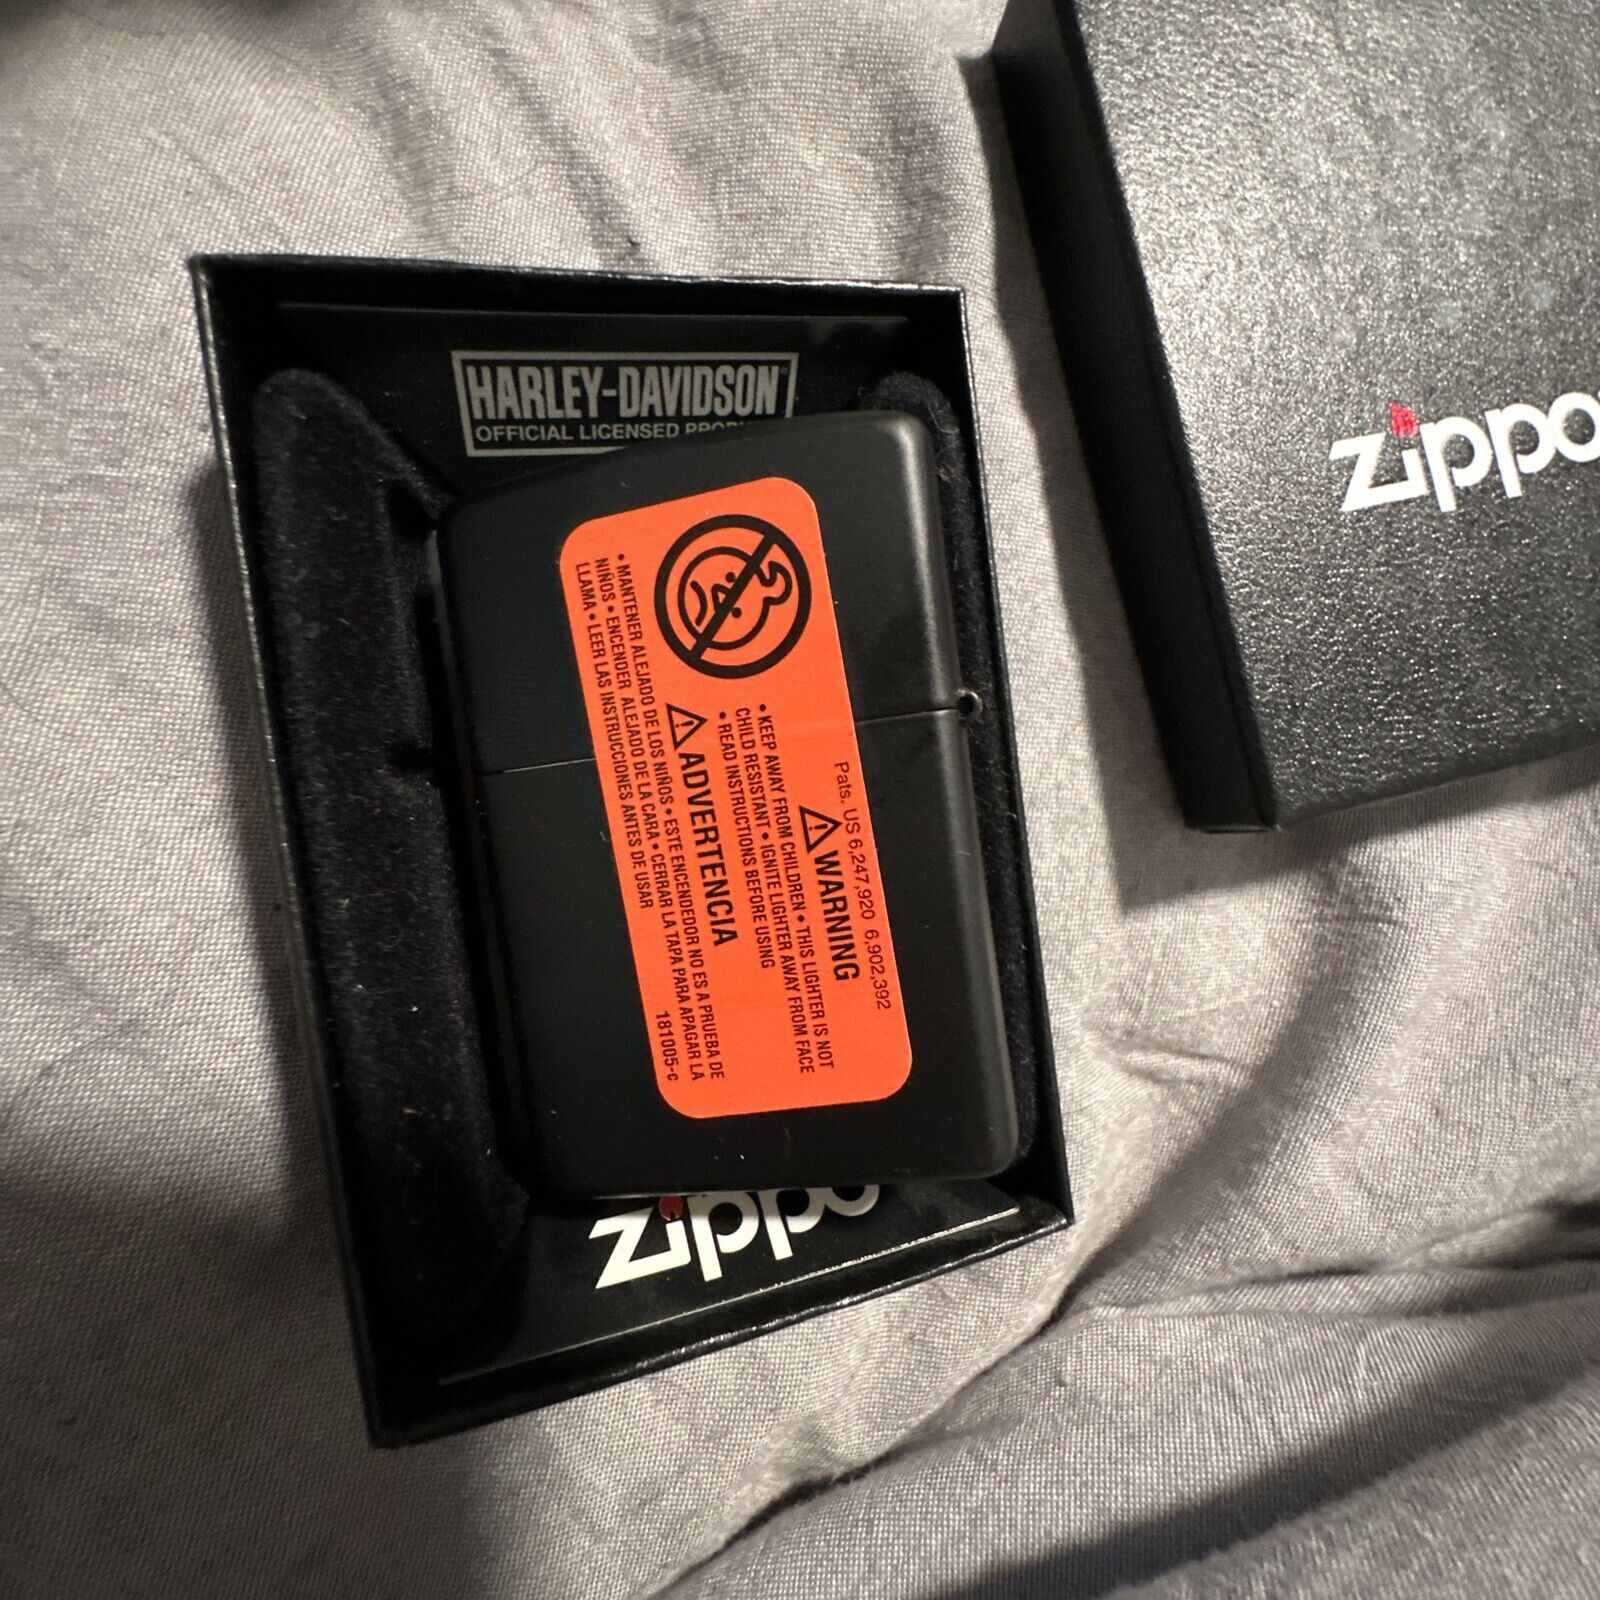 HARLEY-DAVIDSON
OFFICIAL LICENSED
zippo
Pats. US 6,247,920 6,902,392
WARNING
• KEEP AWAY FROM CHILDREN • THIS LIGHTER IS NOT
CHILD RESISTANT • IGNITE LIGHTER AWAY FROM FACE
• READ INSTRUCTIONS BEFORE USING
ADVERTENCIA
• MANTENER ALEJADO DE LOS NIÑOS • ESTE ENCENDEDOR NO ES A PRUEBA DE
NIÑOS • ENCENDER ALEJADO DE LA CARA • CERRAR LA TAPA PARA APAGAR LA
LLAMA • LEER LAS INSTRUCCIONES ANTES DE USAR
181005-c
zippo